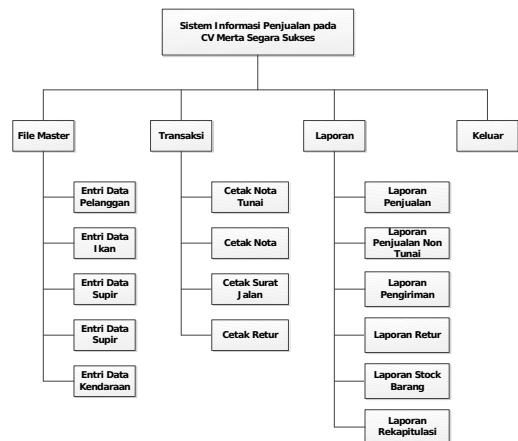 Sistem Informasi Penjualan pada
CV Merta Segara Sukses
File Master
Transaksi
Laporan
Keluar
Entri Data
Pelanggan
Entri Data
Ikan
Entri Data
Supir
Entri Data
Supir
Entri Data
Kendaraan
Cetak Nota
Tunai
Cetak Nota
Cetak Surat
Jalan
Cetak Retur
Laporan
Penjualan
Laporan
Penjualan Non
Tunai
Laporan
Pengiriman
Laporan Retur
Laporan Stock
Barang
Laporan
Rekapitulasi